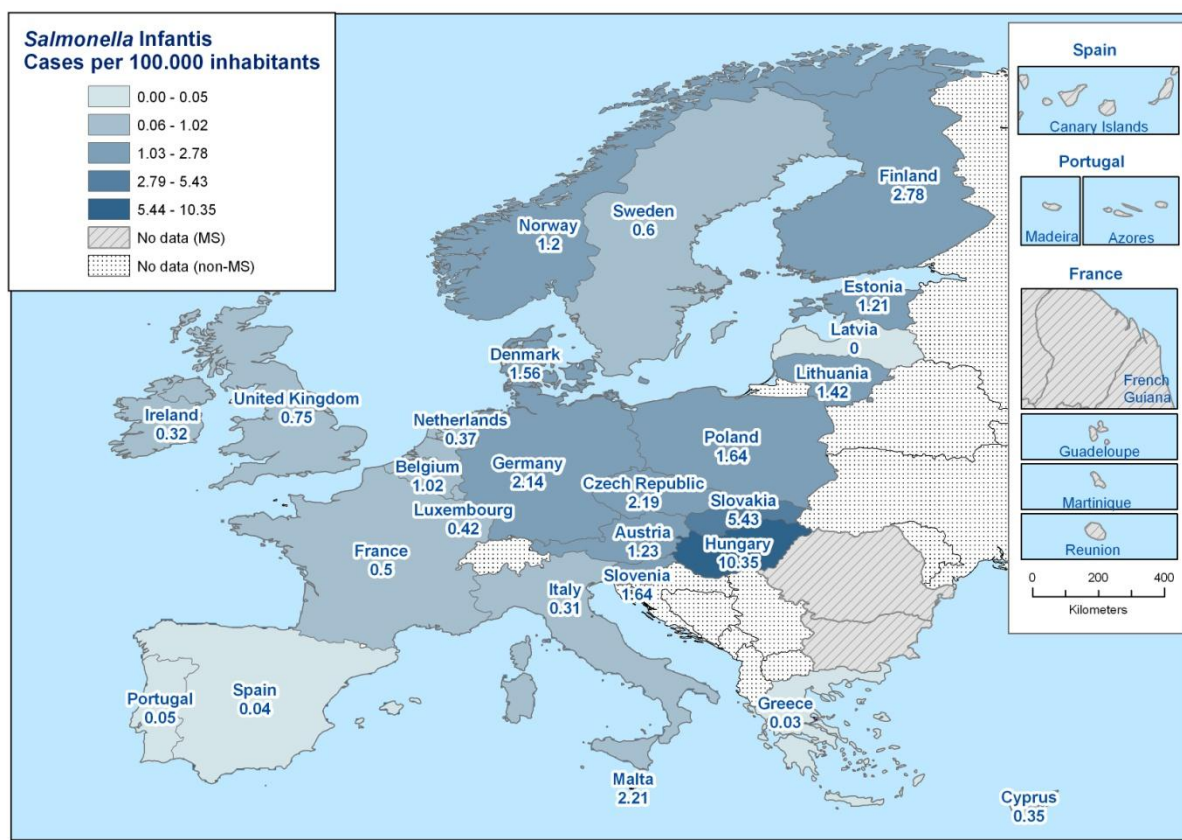 Salmonella Infantis
Cases per 100.000 inhabitants
0.00 - 0.05
0.06 - 1.02
1.03 - 2.78
2.79 - 5.43
5.44 - 10.35
No data (MS)
No data (non-MS)
Finland
2.78
Sweden
0.6
Norway
1.2
Estonia
1.21
Latvia
0
Denmark
1.56
Lithuania
1.42
United Kingdom
0.75
Ireland
0.32
Netherlands
0.37
Poland
1.64
Belgium
1.02
Germany
2.14
Czech Republic
2.19
Slovakia
5.43
Luxembourg
0.42
Austria
1.23
Hungary
10.35
France
0.5
Slovenia
1.64
Italy
0.31
Portugal
0.05
Spain
0.04
Greece
0.03
Malta
2.21
Cyprus
0.35
Spain
Canary Islands
Portugal
Madeira
Azores
France
French
Guiana
Guadeloupe
Martinique
Reunion
0 200 400
Kilometers